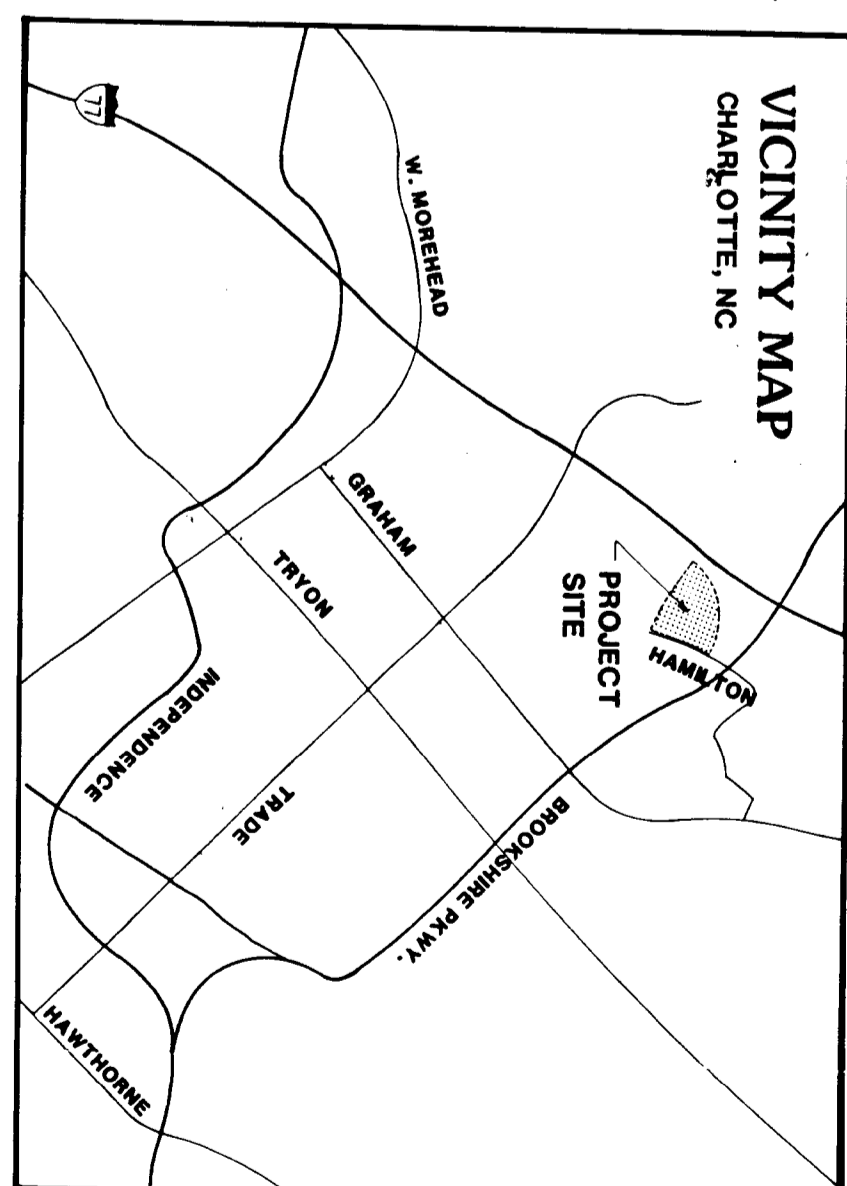 VICINITY MAP
CHARLOTTE, NC
77
W. MOREHEAD
GRAHAM
TRYON
PROJECT
SITE
HAMILTON
INDEPENDENCE
TRADE
BROOKSHIRE PKWY.
HAWTHORNE